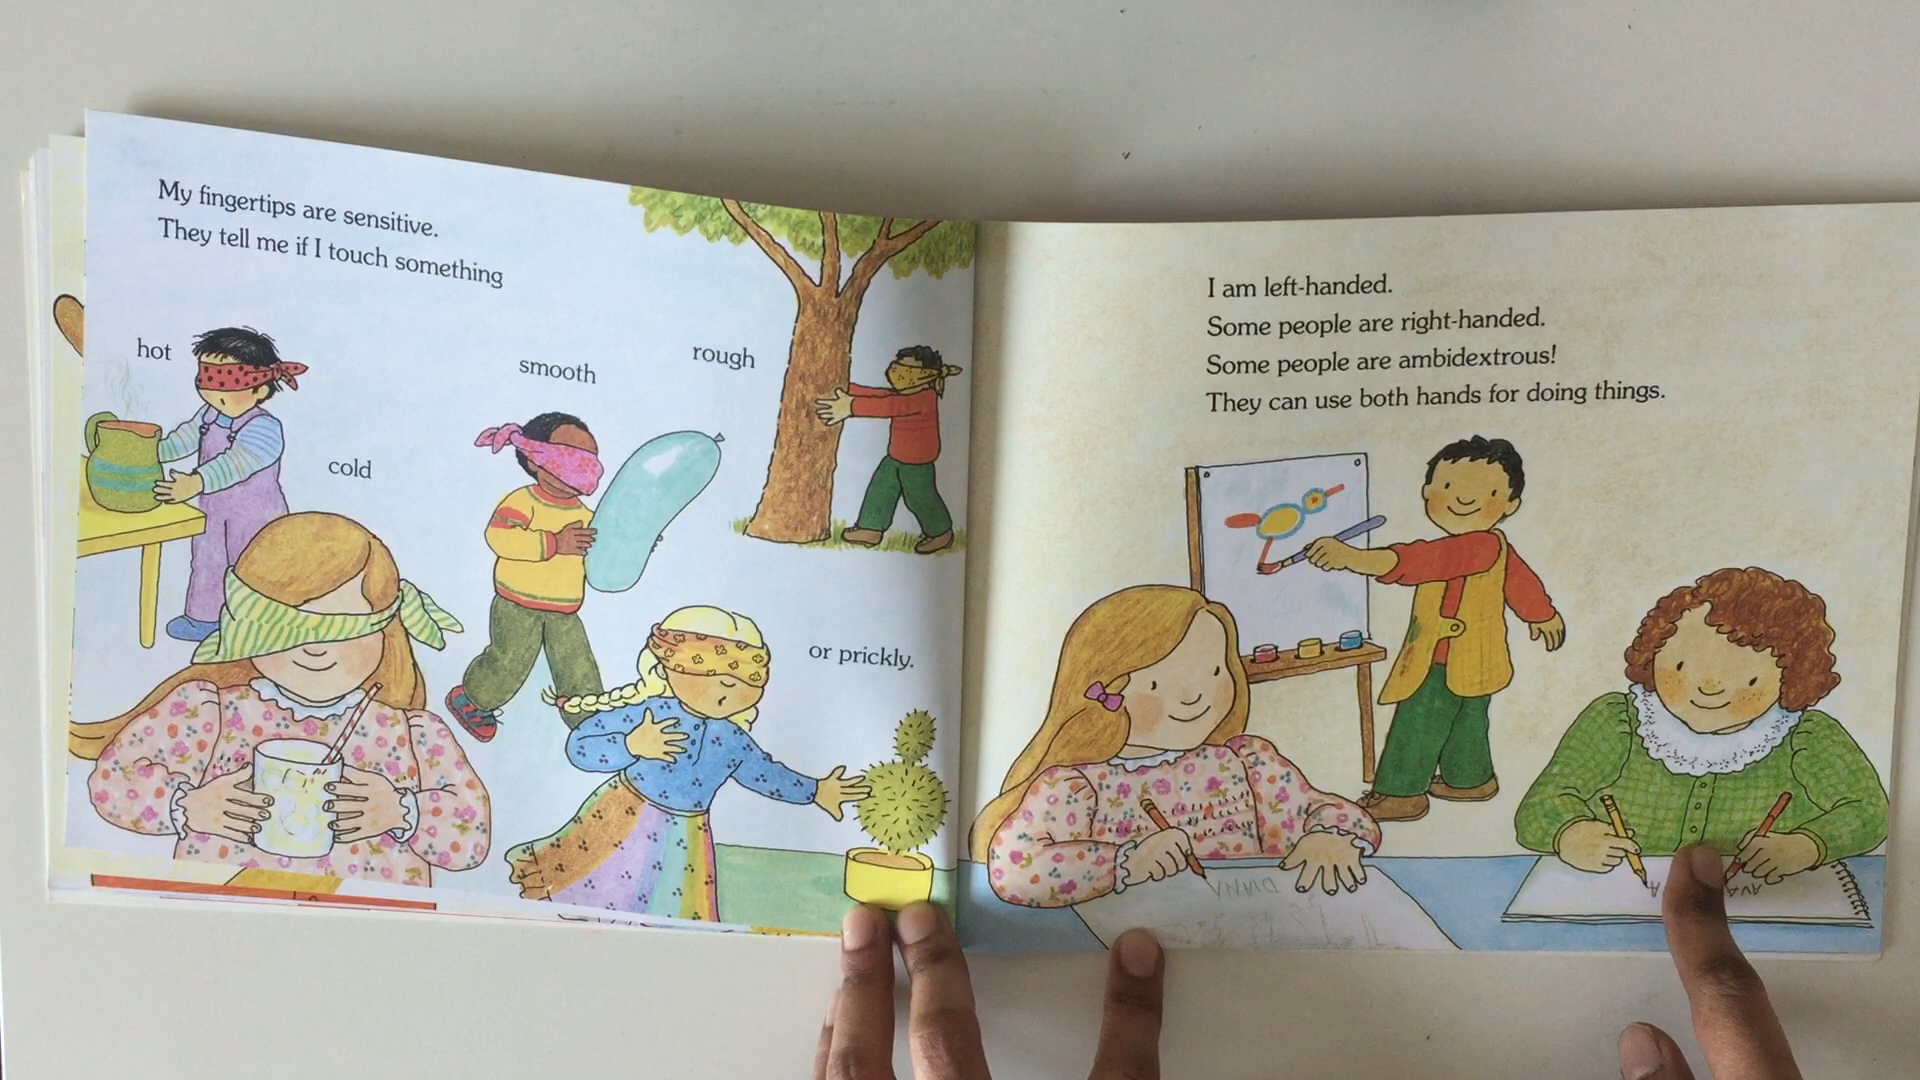 My fingertips are sensitive.
They tell me if I touch something
hot
cold
smooth
rough
or prickly.
I am left-handed.
Some people are right-handed.
Some people are ambidextrous!
They can use both hands for doing things.